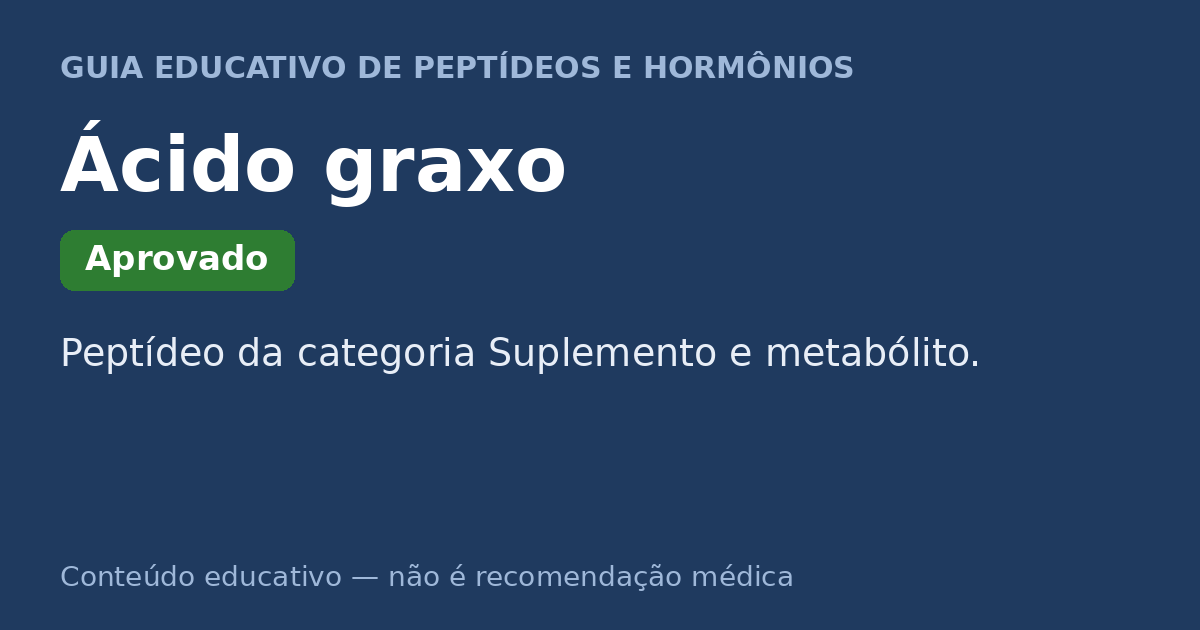 GUIA EDUCATIVO DE PEPTÍDEOS E HORMÔNIOS
Ácido graxo
Aprovado
Peptídeo da categoria Suplemento e metabólito.
Conteúdo educativo — não é recomendação médica